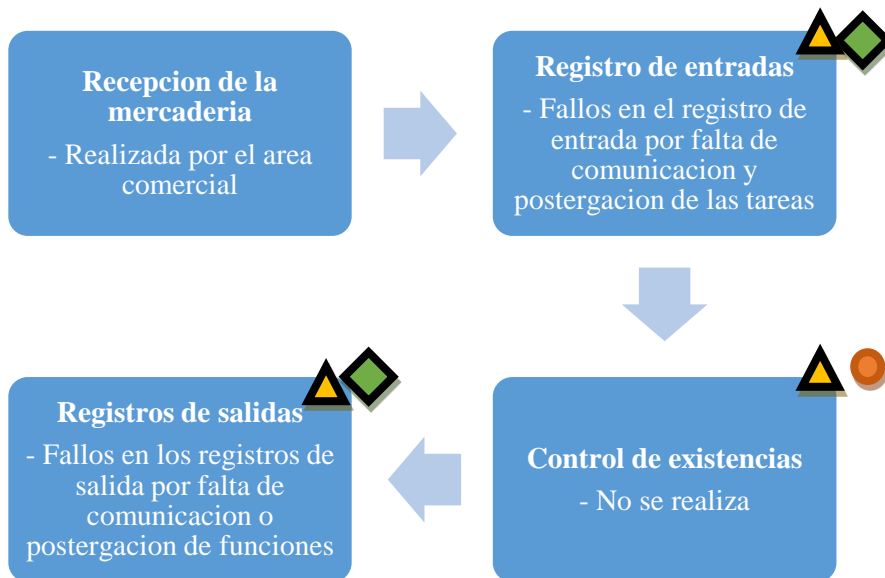 Recepcion de la
mercaderia
- Realizada por el area
comercial
Registro de entradas
- Fallos en el registro de
entrada por falta de
comunicacion y
postergacion de las tareas
Control de existencias
- No se realiza
Registros de salidas
- Fallos en los registros de
salida por falta de
comunicacion o
postergacion de funciones